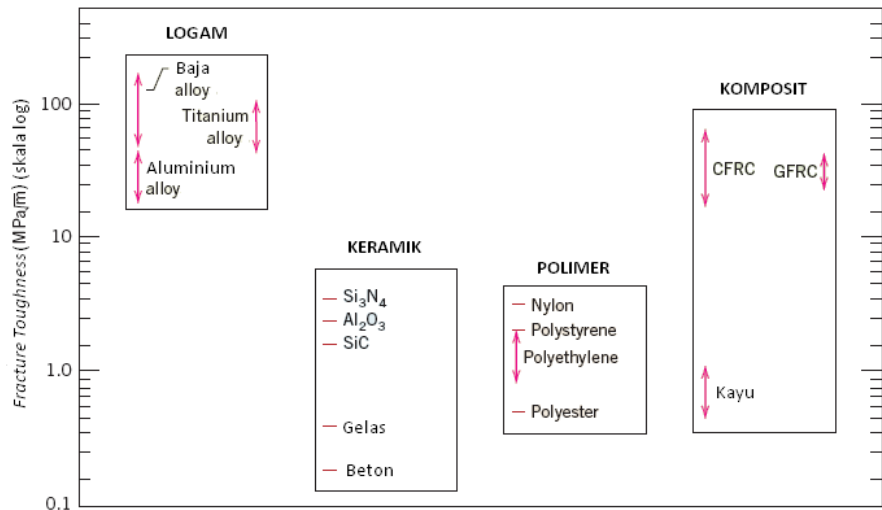 LOGAM
Baja
alloy
Titanium
alloy
Aluminium
alloy
KERAMIK
Si₃N₄
Al₂O₃
SiC
Gelas
Beton
POLIMER
Nylon
Polystyrene
Polyethylene
Polyester
KOMPOSIT
CFRC
GFRC
Kayu
100
10
1.0
0.1
Fracture Toughness (MPa√m) (skala log)